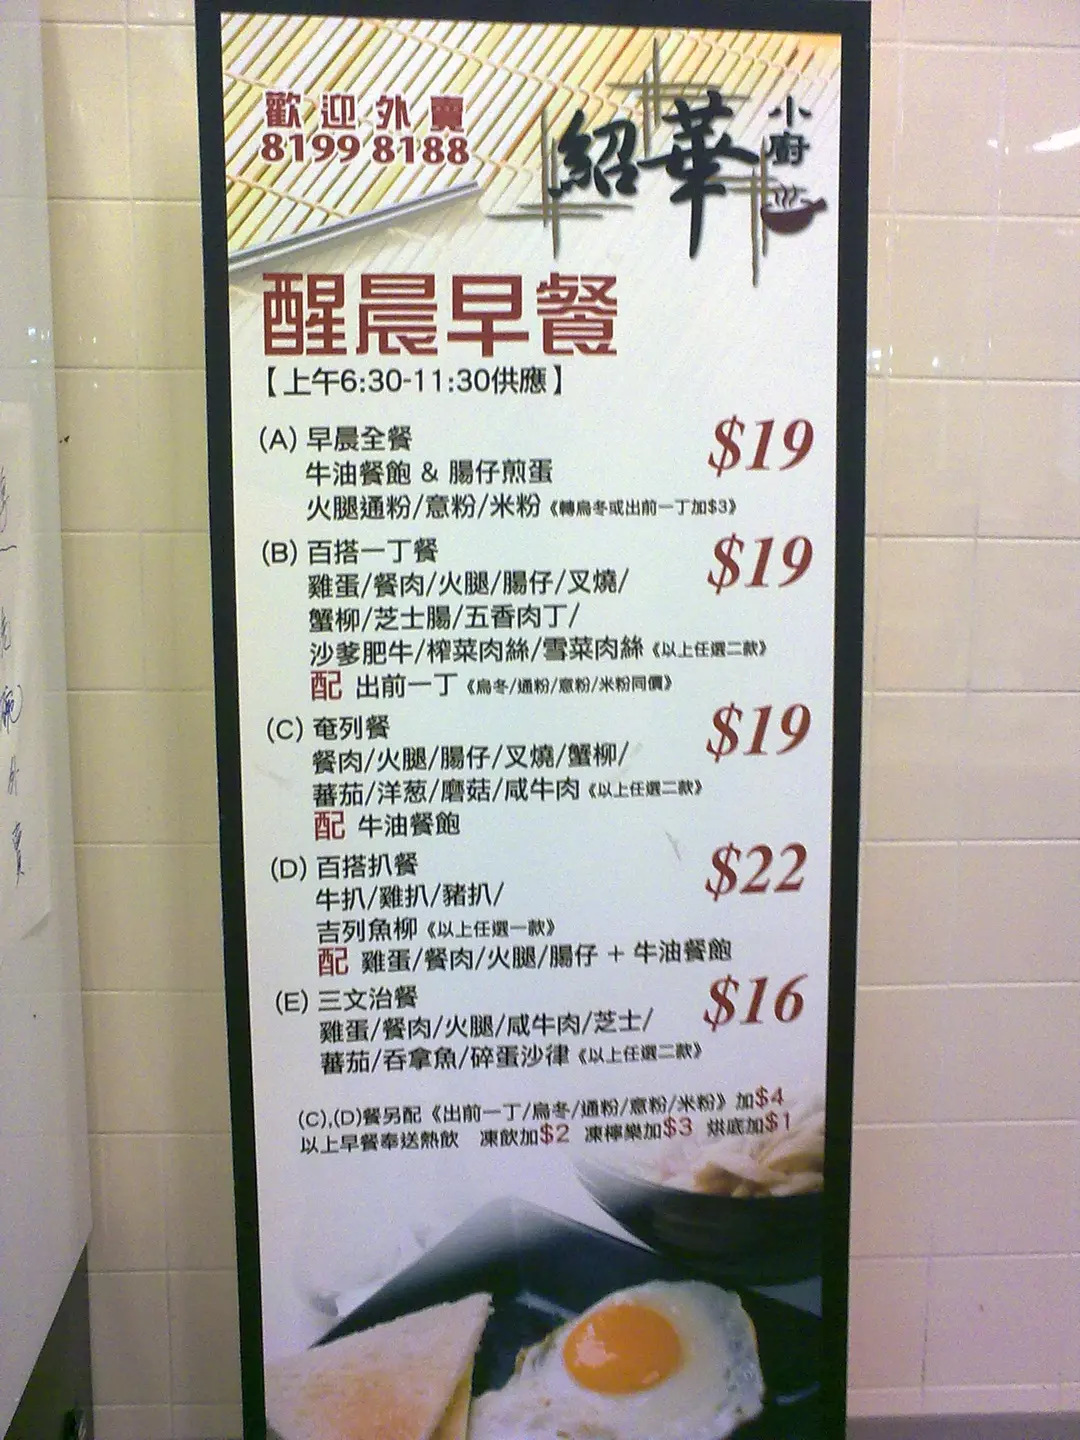 歡迎外賣
8199 8188
紹華
小廚
醒晨早餐
【上午6:30-11:30供應】
(A) 早晨全餐 $19
牛油餐飽 & 腸仔煎蛋
火腿通粉/意粉/米粉《轉烏冬或出前一丁加$3》
(B) 百搭一丁餐 $19
雞蛋/餐肉/火腿/腸仔/叉燒/
蟹柳/芝士腸/五香肉丁/
沙爹肥牛/榨菜肉絲/雪菜肉絲《以上任選二款》
配 出前一丁《烏冬/通粉/意粉/米粉同價》
(C) 奄列餐 $19
餐肉/火腿/腸仔/叉燒/蟹柳/
蕃茄/洋葱/磨菇/咸牛肉《以上任選二款》
配 牛油餐飽
(D) 百搭扒餐 $22
牛扒/雞扒/豬扒/
吉列魚柳《以上任選一款》
配 雞蛋/餐肉/火腿/腸仔 + 牛油餐飽
(E) 三文治餐 $16
雞蛋/餐肉/火腿/咸牛肉/芝士/
蕃茄/吞拿魚/碎蛋沙律《以上任選二款》
(C),(D)餐另配《出前一丁/烏冬/通粉/意粉/米粉》加$4
以上早餐奉送熱飲 凍飲加$2 凍檸樂加$3 烘底加$1
外
賣